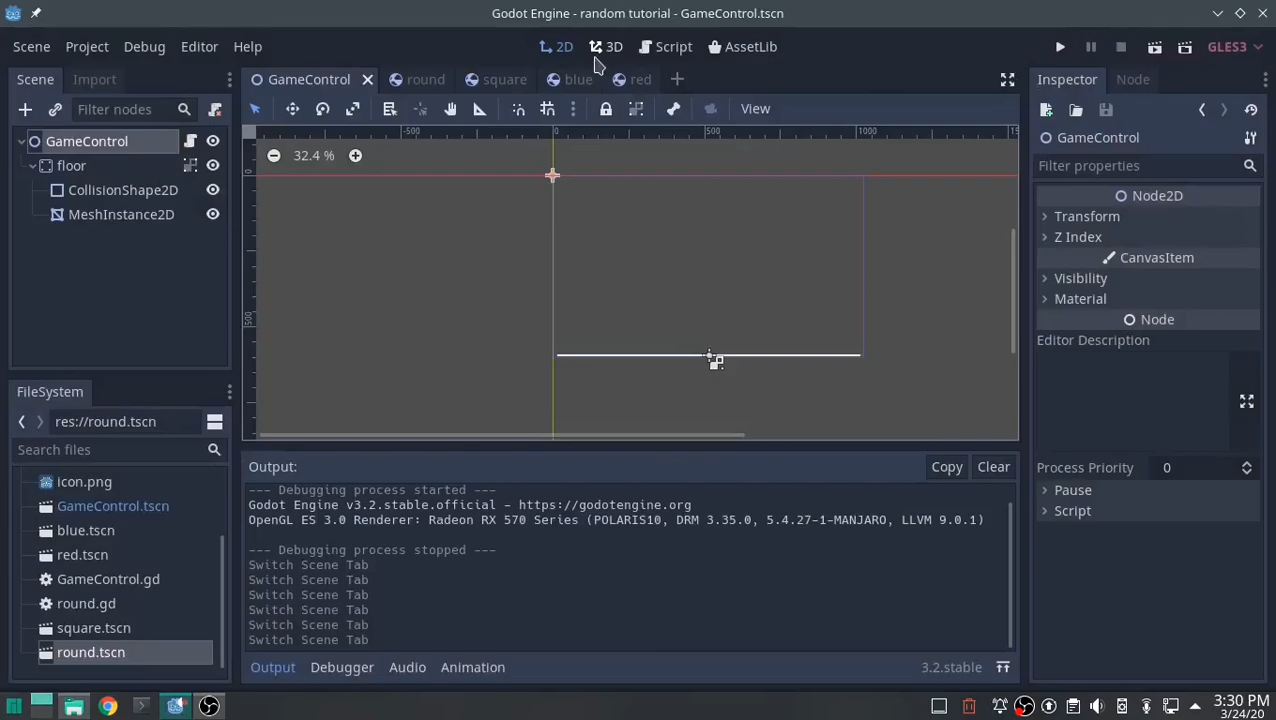 Godot Engine - random tutorial - GameControl.tscn
Scene Project Debug Editor Help
2D 3D Script AssetLib
GLES3
Scene Import
GameControl round square blue red
Inspector Node
Filter nodes
View
GameControl
floor
CollisionShape2D
MeshInstance2D
-500 0 500 1000
32.4 %
0
500
GameControl
Filter properties
Node2D
Transform
Z Index
CanvasItem
Visibility
Material
Node
Editor Description
Process Priority 0
Pause
Script
FileSystem
res://round.tscn
Search files
icon.png
GameControl.tscn
blue.tscn
red.tscn
GameControl.gd
round.gd
square.tscn
round.tscn
Output:
Copy Clear
--- Debugging process started ---
Godot Engine v3.2.stable.official - https://godotengine.org
OpenGL ES 3.0 Renderer: Radeon RX 570 Series (POLARIS10, DRM 3.35.0, 5.4.27-1-MANJARO, LLVM 9.0.1)
--- Debugging process stopped ---
Switch Scene Tab
Switch Scene Tab
Switch Scene Tab
Switch Scene Tab
Switch Scene Tab
Switch Scene Tab
Output Debugger Audio Animation
3.2.stable
3:30 PM
3/24/20